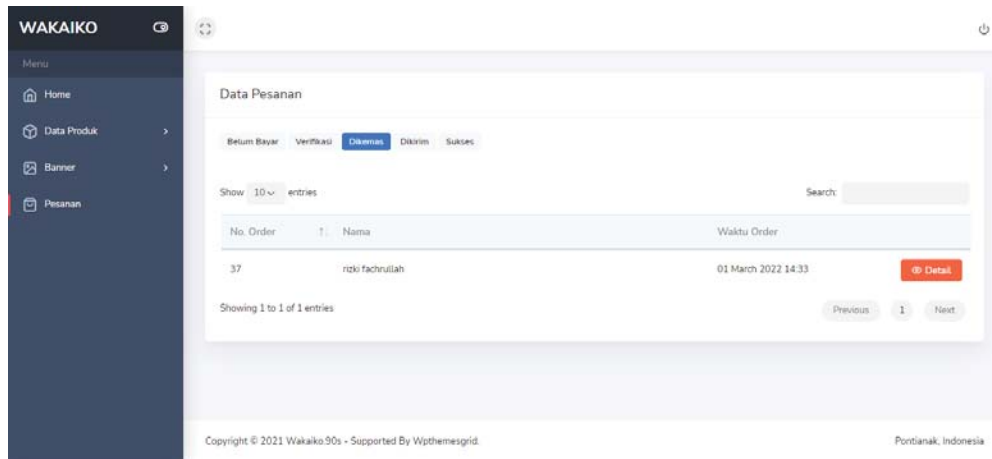 WAKAIKO
Menu
Home
Data Produk
Banner
Pesanan
Data Pesanan
Belum Bayar Verifikasi Dikemas Dikirim Sukses
Show 10 entries Search:
No. Order Nama Waktu Order
37 rizki fachrullah 01 March 2022 14:33 Detail
Showing 1 to 1 of 1 entries Previous 1 Next
Copyright © 2021 Wakaiko.90s - Supported By Wpthemesgrid. Pontianak, Indonesia